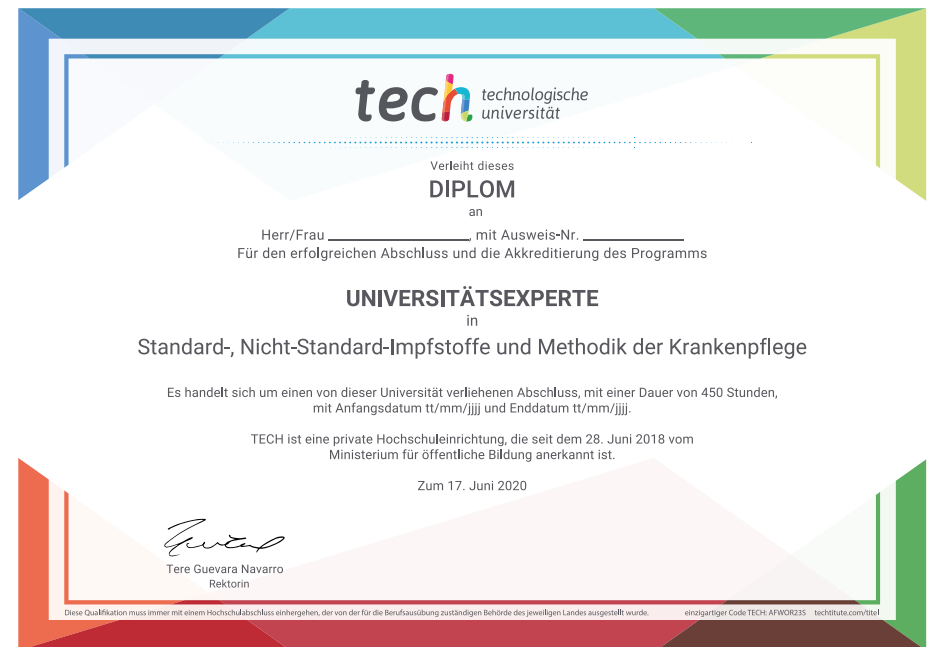 tech technologische
universität
Verleiht dieses
DIPLOM
an
Herr/Frau ____________, mit Ausweis-Nr. ____________
Für den erfolgreichen Abschluss und die Akkreditierung des Programms
UNIVERSITÄTSEXPERTE
in
Standard-, Nicht-Standard-Impfstoffe und Methodik der Krankenpflege
Es handelt sich um einen von dieser Universität verliehenen Abschluss, mit einer Dauer von 450 Stunden,
mit Anfangsdatum tt/mm/jjjj und Enddatum tt/mm/jjjj.
TECH ist eine private Hochschuleinrichtung, die seit dem 28. Juni 2018 vom
Ministerium für öffentliche Bildung anerkannt ist.
Zum 17. Juni 2020
Tere Guevara Navarro
Rektorin
Diese Qualifikation muss immer mit einem Hochschulabschluss einhergehen, der von der für die Berufsausübung zuständigen Behörde des jeweiligen Landes ausgestellt wurde. einzigartiger Code TECH: AFWOR23S techtitute.com/titel